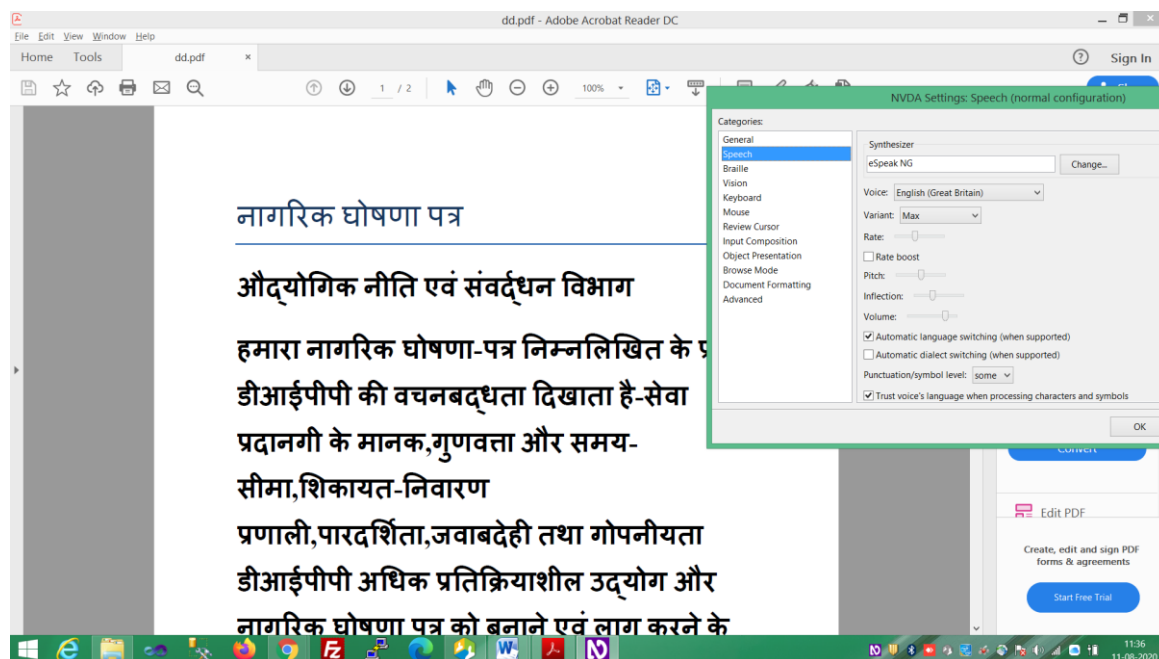 dd.pdf - Adobe Acrobat Reader DC
File Edit View Window Help
Home Tools dd.pdf × ? Sign In
1 / 2 100%
नागरिक घोषणा पत्र
औद्योगिक नीति एवं संवर्द्धन विभाग
हमारा नागरिक घोषणा-पत्र निम्नलिखित के
डीआईपीपी की वचनबद्धता दिखाता है-सेवा
प्रदानगी के मानक,गुणवत्ता और समय-
सीमा,शिकायत-निवारण
प्रणाली,पारदर्शिता,जवाबदेही तथा गोपनीयता
डीआईपीपी अधिक प्रतिक्रियाशील उद्योग और
नागरिक घोषणा पत्र को बनाने एवं लागू करने के
NVDA Settings: Speech (normal configuration)
Categories:
General
Speech
Braille
Vision
Keyboard
Mouse
Review Cursor
Input Composition
Object Presentation
Browse Mode
Document Formatting
Advanced
Synthesizer
eSpeak NG Change...
Voice: English (Great Britain)
Variant: Max
Rate:
Rate boost
Pitch:
Inflection:
Volume:
Automatic language switching (when supported)
Automatic dialect switching (when supported)
Punctuation/symbol level: some
Trust voice's language when processing characters and symbols
OK
Convert
Edit PDF
Create, edit and sign PDF
forms & agreements
Start Free Trial
11:36
11-08-2020